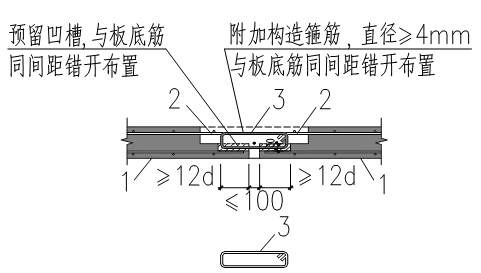 预留凹槽,与板底筋
同间距错开布置
附加构造箍筋,直径≥4mm
与板底筋同间距错开布置
2 3 2
1 ≥12d ≥12d 1
≤100
3